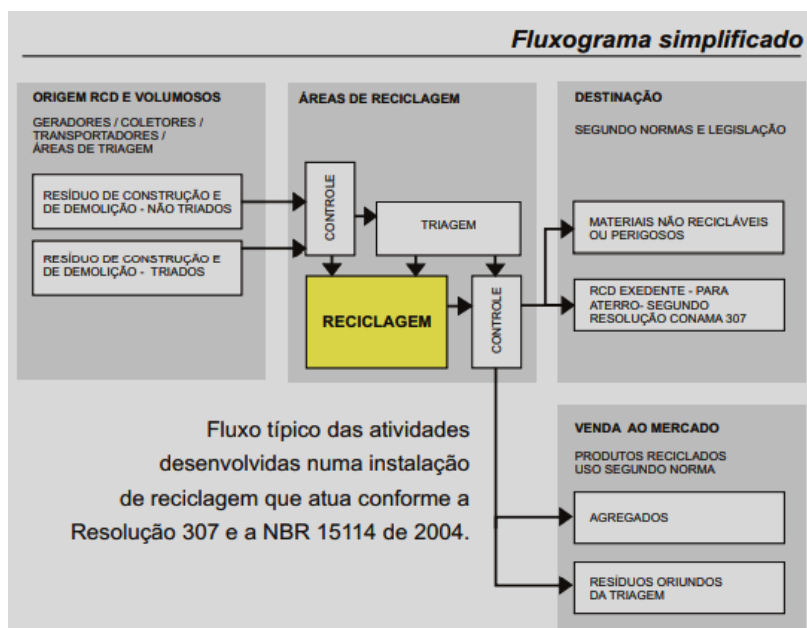 Fluxograma simplificado
ORIGEM RCD E VOLUMOSOS
GERADORES / COLETORES /
TRANSPORTADORES /
ÁREAS DE TRIAGEM
RESÍDUO DE CONSTRUÇÃO E
DE DEMOLIÇÃO - NÃO TRIADOS
RESÍDUO DE CONSTRUÇÃO E
DE DEMOLIÇÃO - TRIADOS
ÁREAS DE RECICLAGEM
CONTROLE
TRIAGEM
RECICLAGEM
CONTROLE
DESTINAÇÃO
SEGUNDO NORMAS E LEGISLAÇÃO
MATERIAIS NÃO RECICLÁVEIS
OU PERIGOSOS
RCD EXEDENTE - PARA
ATERRO- SEGUNDO
RESOLUÇÃO CONAMA 307
Fluxo típico das atividades
desenvolvidas numa instalação
de reciclagem que atua conforme a
Resolução 307 e a NBR 15114 de 2004.
VENDA AO MERCADO
PRODUTOS RECICLADOS
USO SEGUNDO NORMA
AGREGADOS
RESÍDUOS ORIUNDOS
DA TRIAGEM